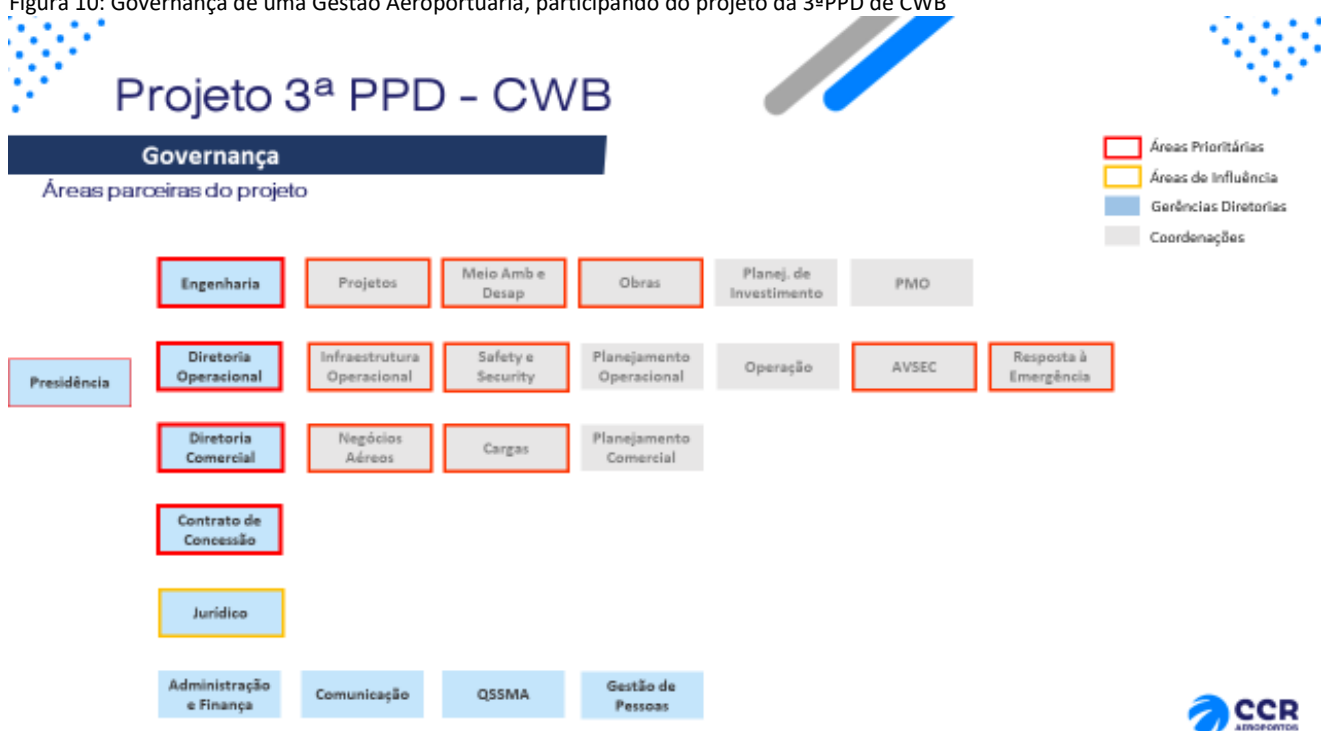 Figura 10: Governança de uma Gestão Aeroportuária, participando do projeto da 3ªPPD de CWB
Projeto 3ª PPD - CWB
Governança
Áreas parceiras do projeto
Áreas Prioritárias
Áreas de Influência
Gerências Diretorias
Coordenações
Engenharia
Projetos
Meio Amb e
Desap
Obras
Planej. de
Investimento
PMO
Presidência
Diretoria
Operacional
Infraestrutura
Operacional
Safety e
Security
Planejamento
Operacional
Operação
AVSEC
Resposta à
Emergência
Diretoria
Comercial
Negócios
Aéreos
Cargas
Planejamento
Comercial
Contrato de
Concessão
Jurídico
Administração
e Finança
Comunicação
QSSMA
Gestão de
Pessoas
CCR
AEROPORTOS